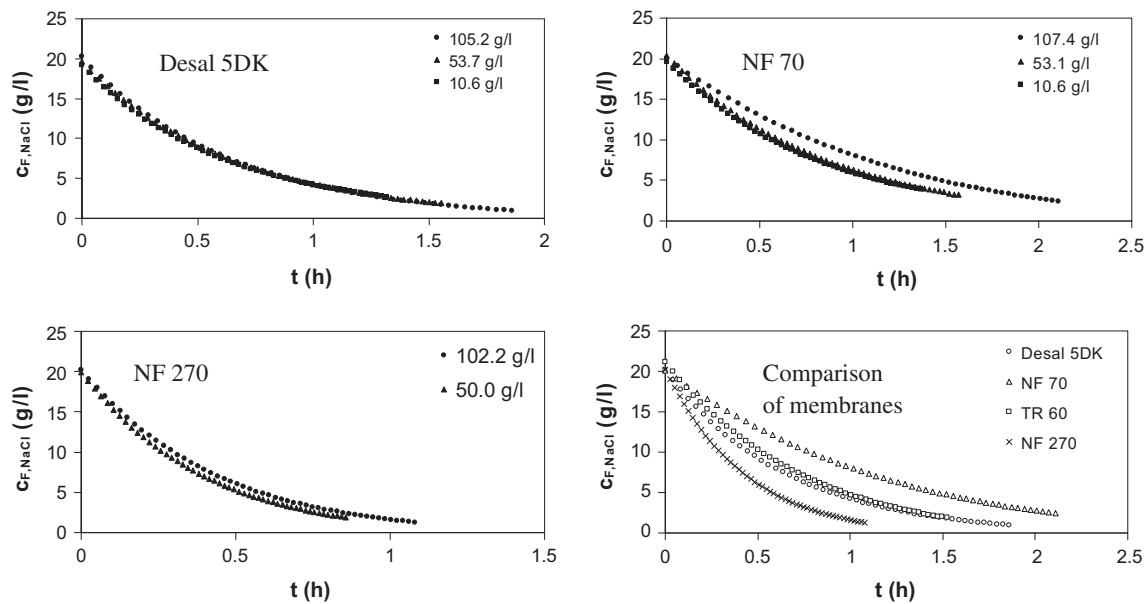 Desal 5DK
105.2 g/l
53.7 g/l
10.6 g/l
c_F,NaCl (g/l)
25
20
15
10
5
0
0 0.5 1 1.5 2
t (h)
NF 70
107.4 g/l
53.1 g/l
10.6 g/l
c_F,NaCl (g/l)
25
20
15
10
5
0
0 0.5 1 1.5 2 2.5
t (h)
NF 270
102.2 g/l
50.0 g/l
c_F,NaCl (g/l)
25
20
15
10
5
0
0 0.5 1 1.5
t (h)
Comparison
of membranes
Desal 5DK
NF 70
TR 60
NF 270
c_F,NaCl (g/l)
25
20
15
10
5
0
0 0.5 1 1.5 2 2.5
t (h)